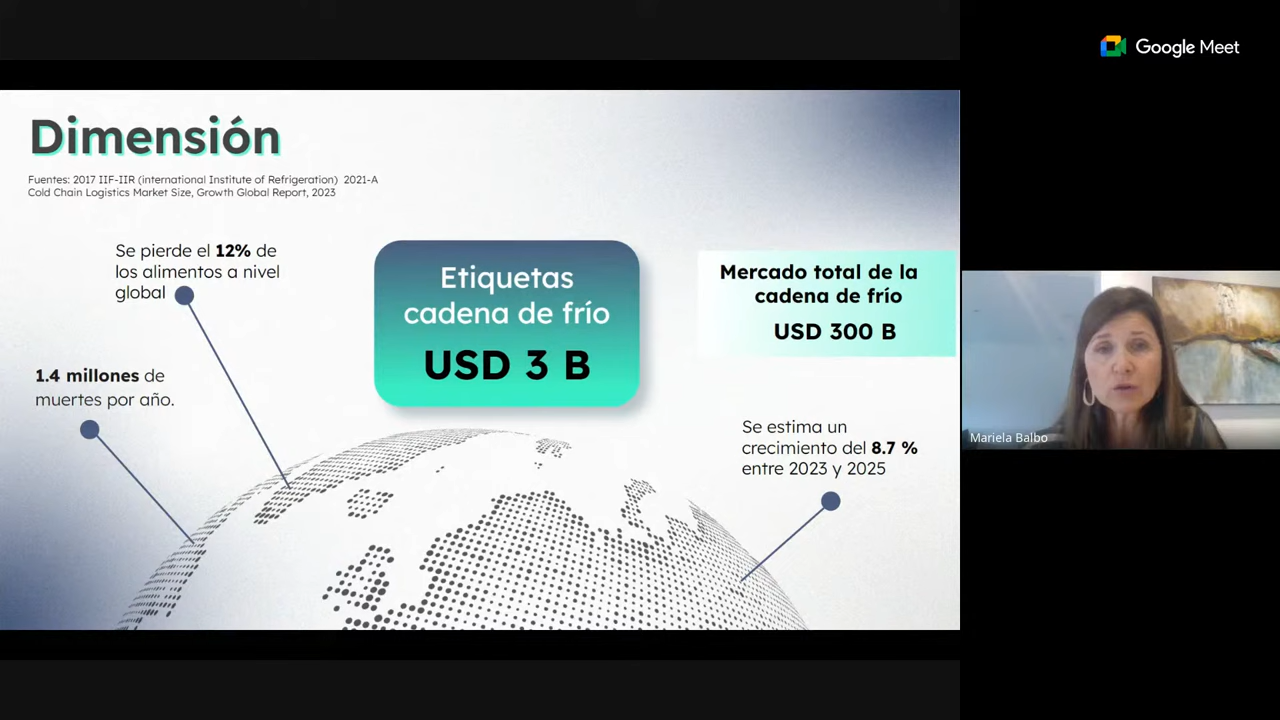 Google Meet
Dimensión
Fuentes: 2017 IIF-IIR (international Institute of Refrigeration) 2021-A
Cold Chain Logistics Market Size, Growth Global Report, 2023
Se pierde el 12% de
los alimentos a nivel
global
1.4 millones de
muertes por año.
Etiquetas
cadena de frío
USD 3 B
Mercado total de la
cadena de frío
USD 300 B
Se estima un
crecimiento del 8.7 %
entre 2023 y 2025
Mariela Balbo